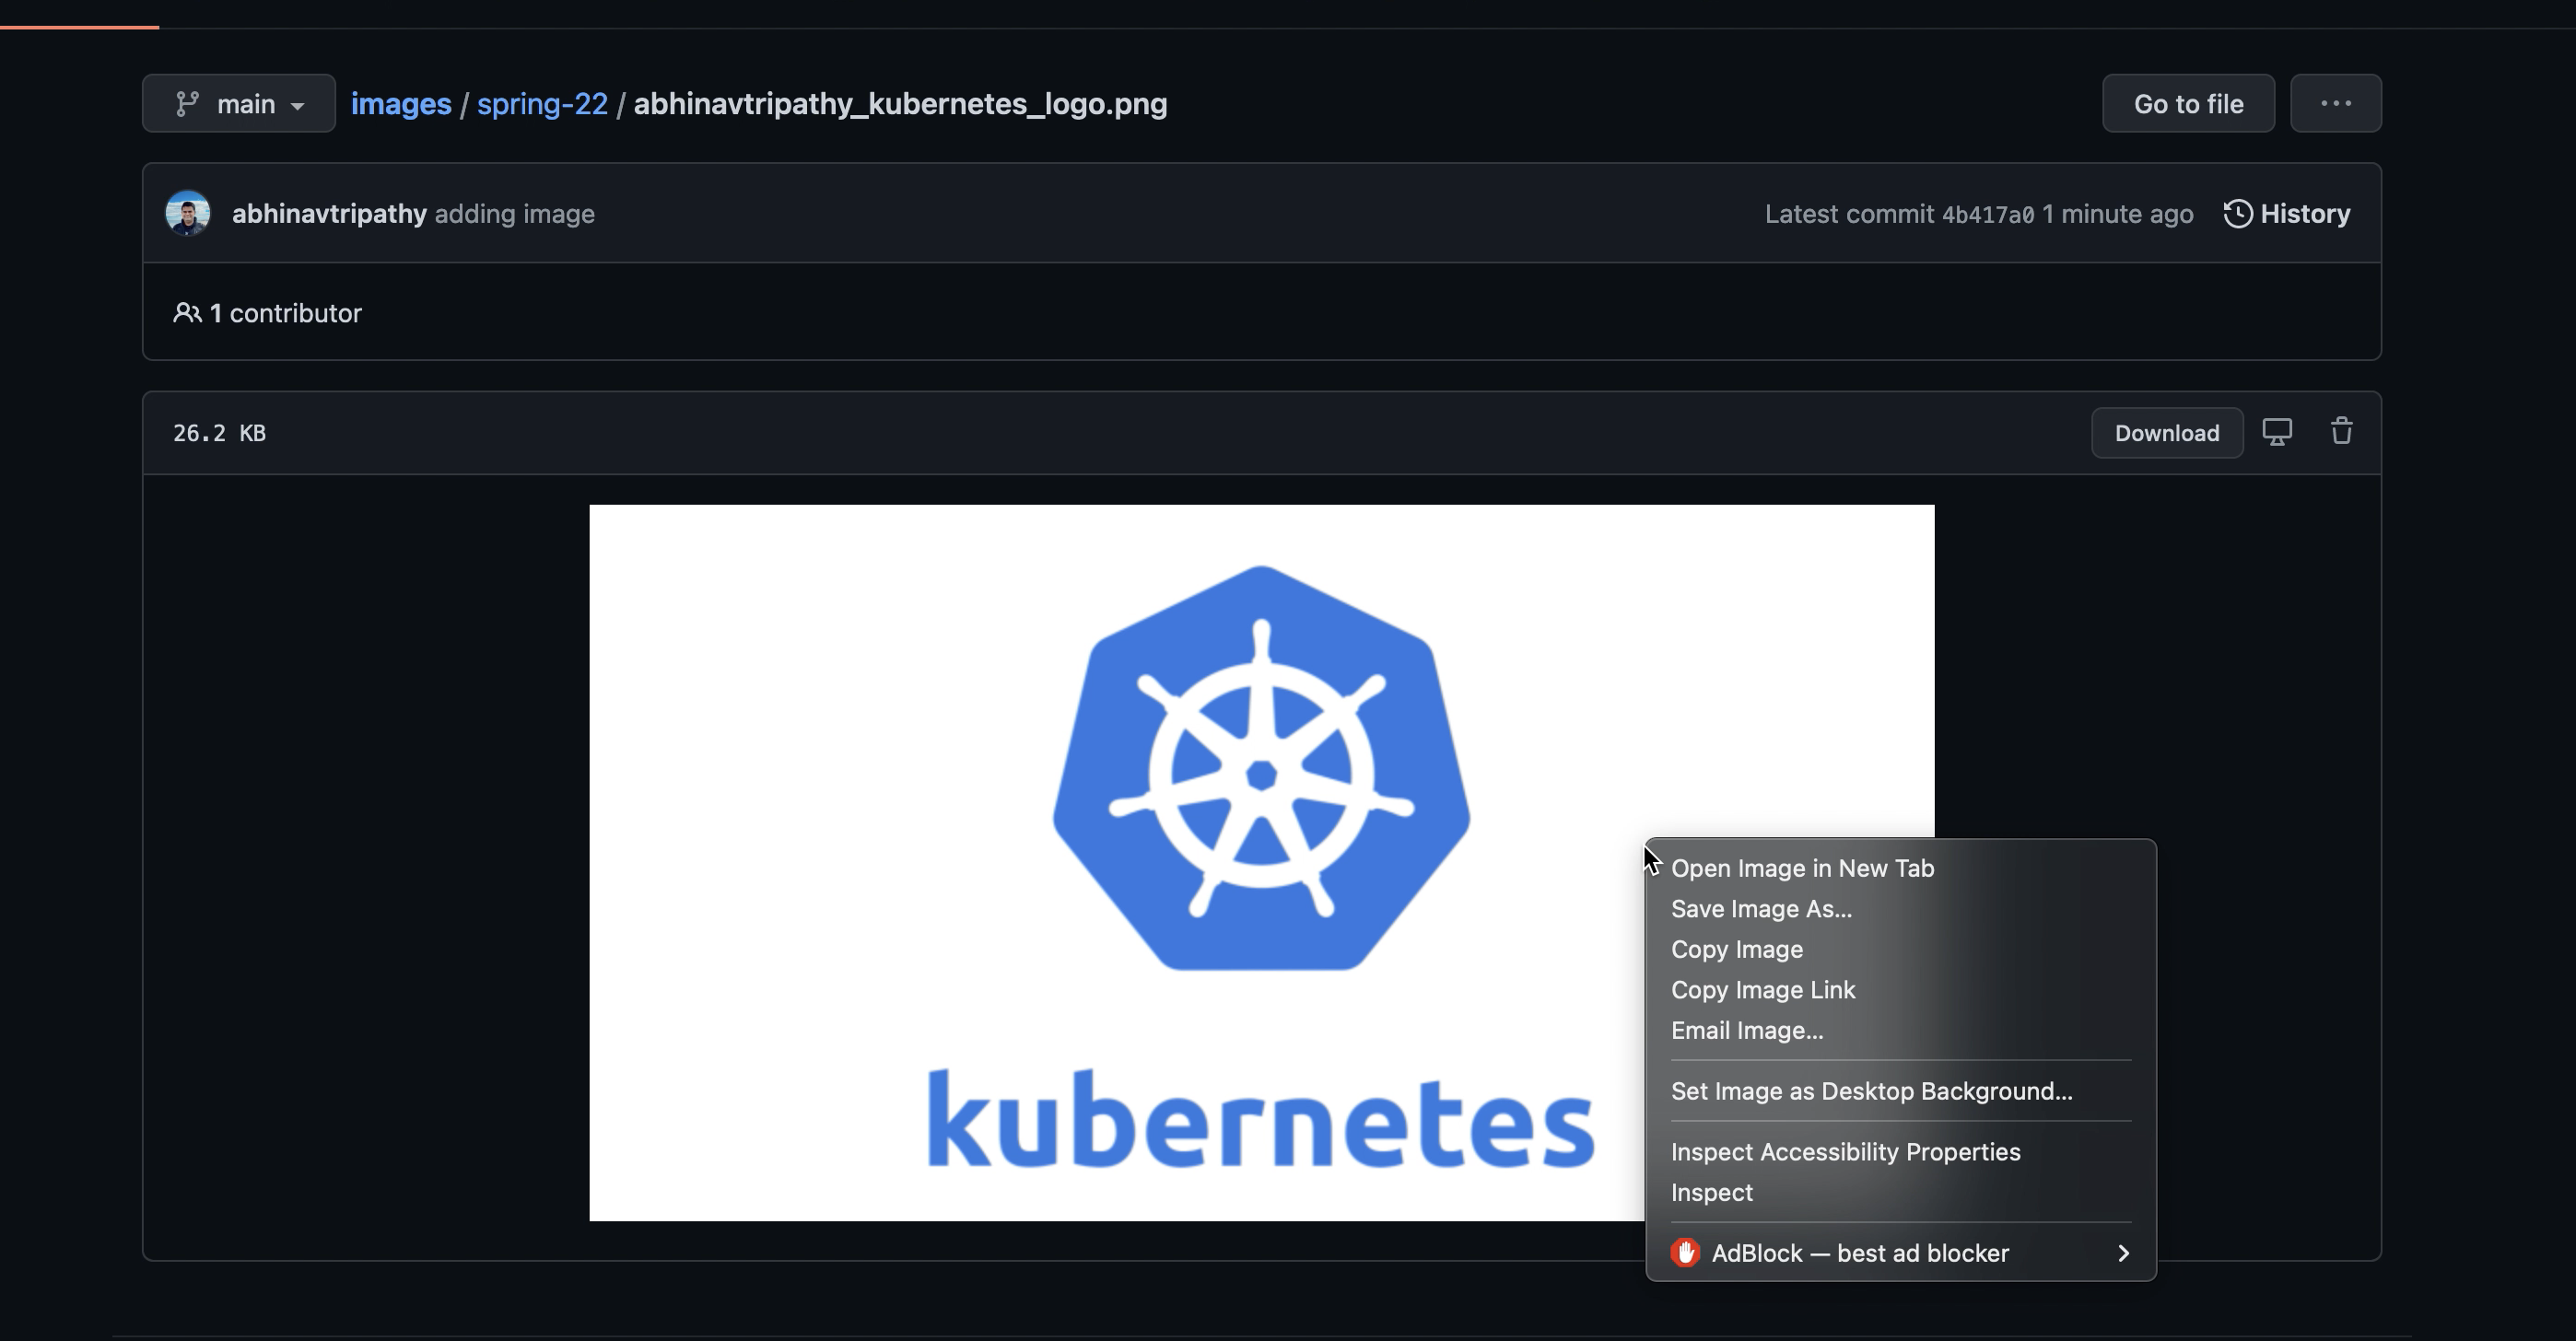 main
images / spring-22 / abhinavtripathy_kubernetes_logo.png
Go to file
abhinavtripathy adding image
Latest commit 4b417a0 1 minute ago
History
1 contributor
26.2 KB
Download
kubernetes
Open Image in New Tab
Save Image As...
Copy Image
Copy Image Link
Email Image...
Set Image as Desktop Background...
Inspect Accessibility Properties
Inspect
AdBlock — best ad blocker